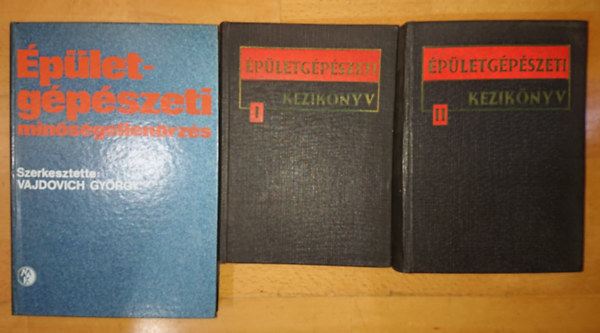 Épület-
gépészeti
minőségellenőrzés
Szerkesztette
VAJDOVICH GYÖRGY
ÉPÜLETGÉPÉSZETI
KÉZIKÖNYV
I
ÉPÜLETGÉPÉSZETI
KÉZIKÖNYV
II